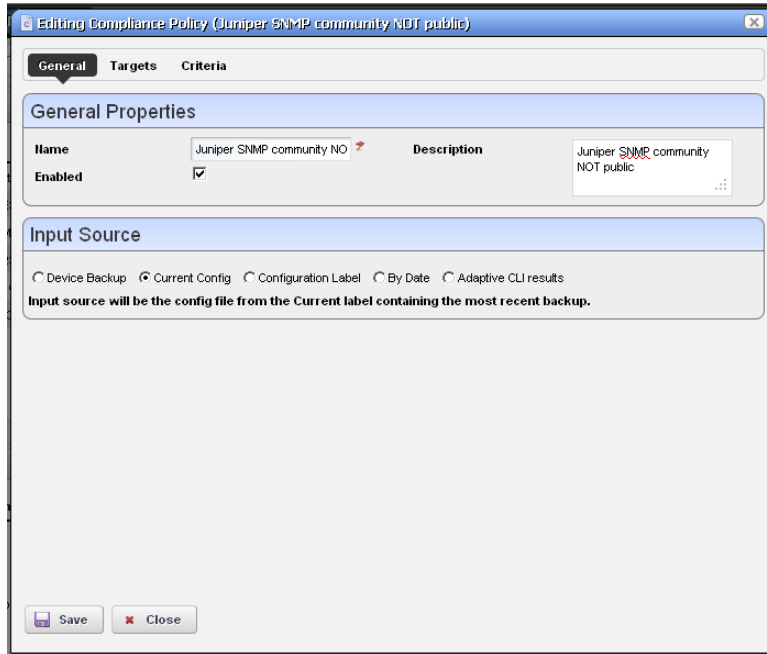 Editing Compliance Policy (Juniper SNMP community NOT public)
General Targets Criteria
General Properties
Name Juniper SNMP community NO Description Juniper SNMP community
NOT public
Enabled
Input Source
Device Backup Current Config Configuration Label By Date Adaptive CLI results
Input source will be the config file from the Current label containing the most recent backup.
Save Close